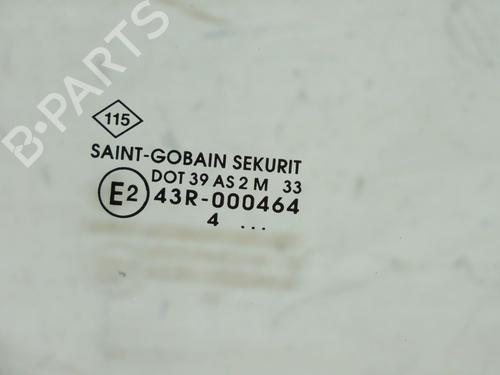 B-PARTS
115
SAINT-GOBAIN SEKURIT
DOT 39 AS 2 M 33
E2 43R-000464
4 ...